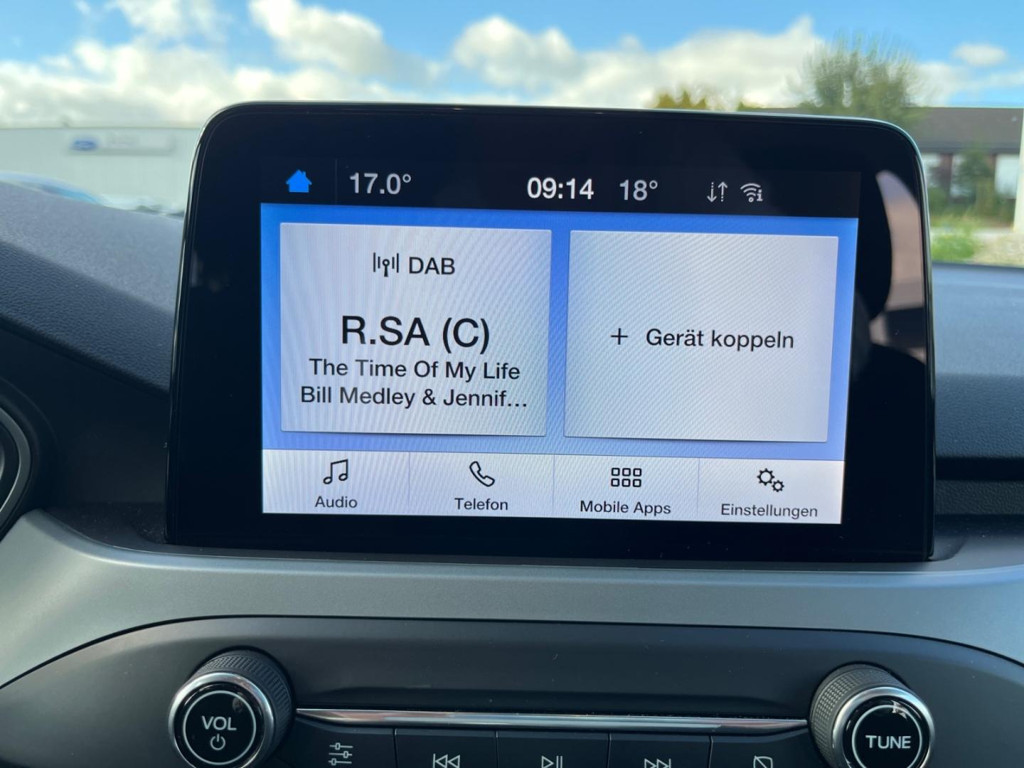 17.0°
09:14
18°
DAB
R.SA (C)
The Time Of My Life
Bill Medley & Jennif...
+ Gerät koppeln
Audio
Telefon
Mobile Apps
Einstellungen
VOL
TUNE